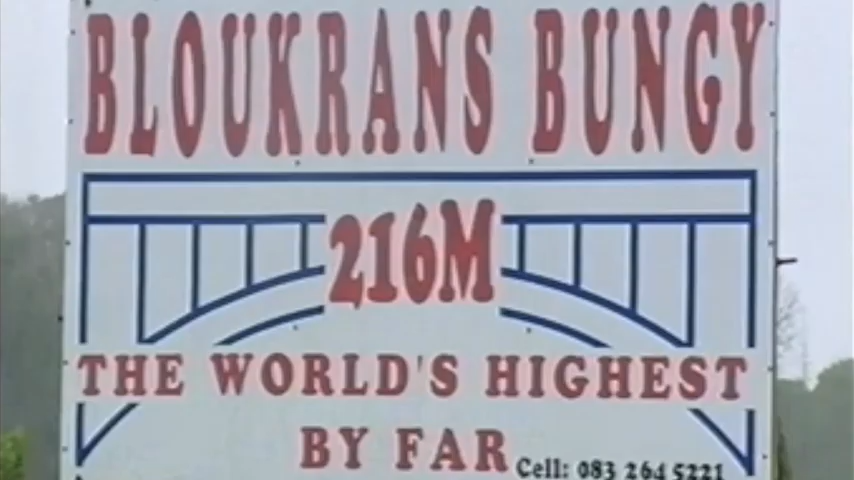 BLOUKRANS BUNGY
216M
THE WORLD'S HIGHEST
BY FAR
Cell: 083 264 5221